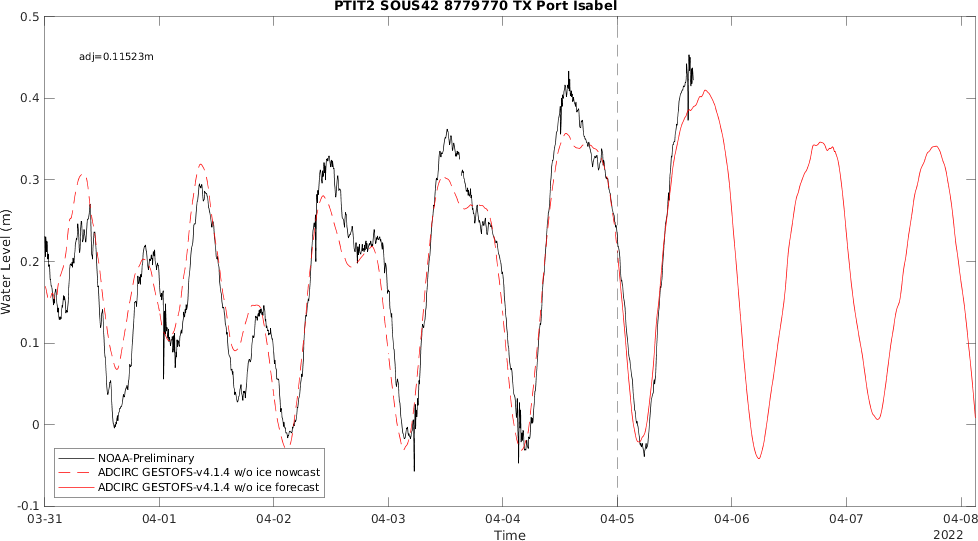 PTIT2 SOUS42 8779770 TX Port Isabel
adj=0.11523m
0.5
0.4
0.3
0.2
0.1
0
-0.1
Water Level (m)
NOAA-Preliminary
ADCIRC GESTOFS-v4.1.4 w/o ice nowcast
ADCIRC GESTOFS-v4.1.4 w/o ice forecast
03-31 04-01 04-02 04-03 04-04 04-05 04-06 04-07 04-08
Time
2022